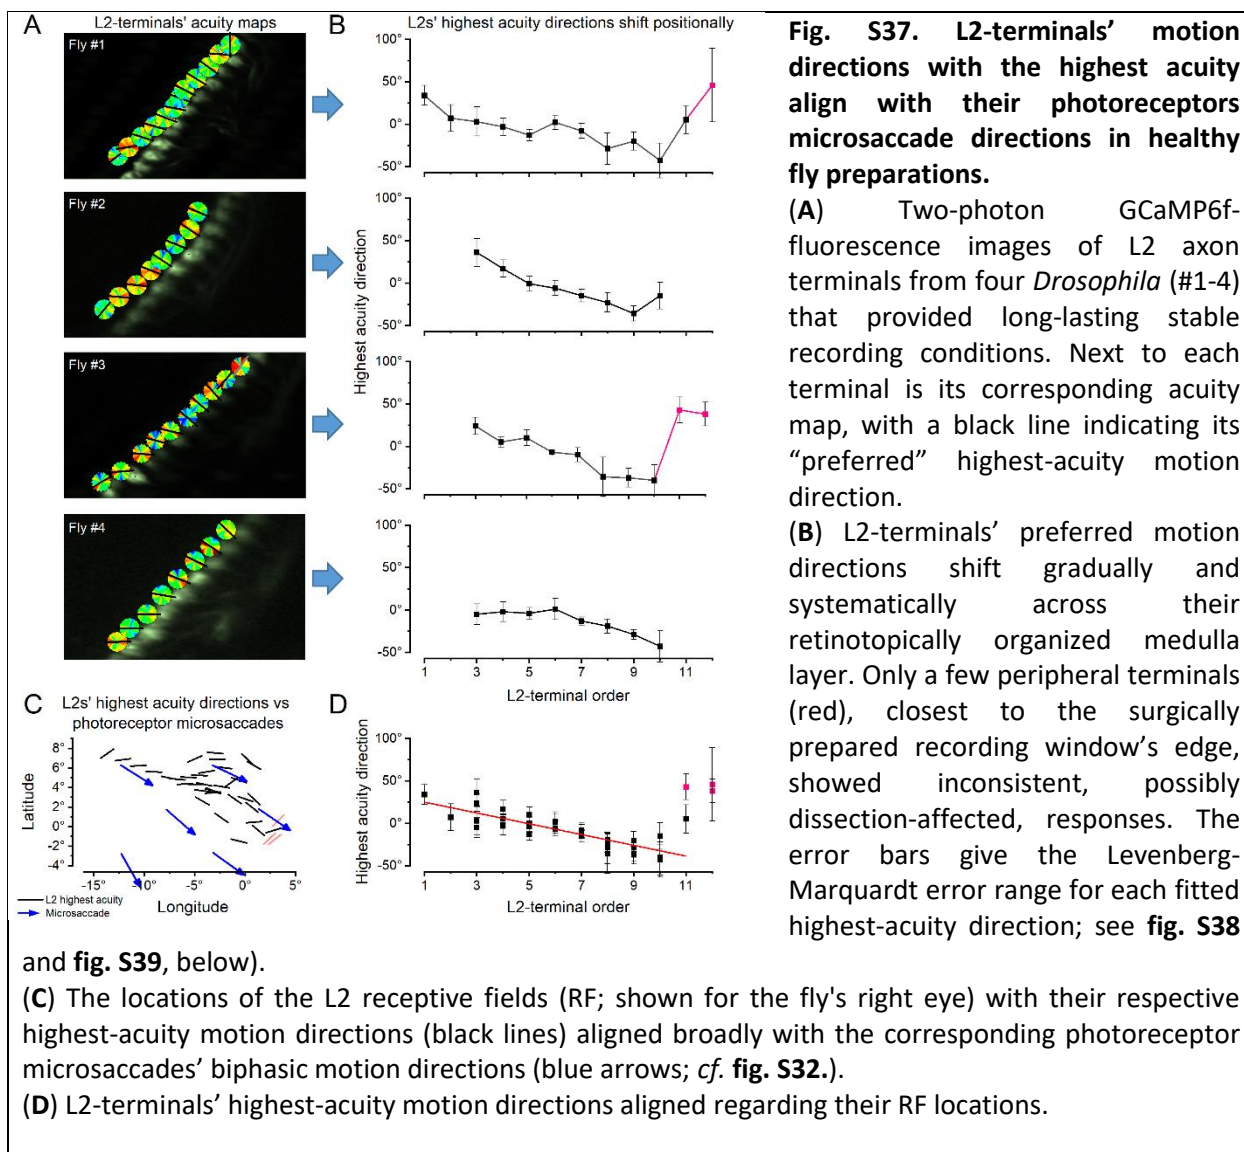 A
L2-terminals' acuity maps
Fly #1
Fly #2
Fly #3
Fly #4
B
L2s' highest acuity directions shift positionally
Highest acuity direction
100°
50°
0°
-50°
100°
50°
0°
-50°
100°
50°
0°
-50°
100°
50°
0°
-50°
1
3
5
7
9
11
L2-terminal order
C
L2s' highest acuity directions vs
photoreceptor microsaccades
Latitude
8°
6°
4°
2°
0°
-2°
-4°
-15°
-10°
-5°
0°
5°
Longitude
L2 highest acuity
Microsaccade
D
Highest acuity direction
100°
50°
0°
-50°
1
3
5
7
9
11
L2-terminal order
Fig. S37. L2-terminals’ motion
directions with the highest acuity
align with their photoreceptors
microsaccade directions in healthy
fly preparations.
(A) Two-photon GCaMP6f-
fluorescence images of L2 axon
terminals from four Drosophila (#1-4)
that provided long-lasting stable
recording conditions. Next to each
terminal is its corresponding acuity
map, with a black line indicating its
“preferred” highest-acuity motion
direction.
(B) L2-terminals’ preferred motion
directions shift gradually and
systematically across their
retinotopically organized medulla
layer. Only a few peripheral terminals
(red), closest to the surgically
prepared recording window’s edge,
showed inconsistent, possibly
dissection-affected, responses. The
error bars give the Levenberg-
Marquardt error range for each fitted
highest-acuity direction; see fig. S38
and fig. S39, below).
(C) The locations of the L2 receptive fields (RF; shown for the fly's right eye) with their respective
highest-acuity motion directions (black lines) aligned broadly with the corresponding photoreceptor
microsaccades’ biphasic motion directions (blue arrows; cf. fig. S32.).
(D) L2-terminals’ highest-acuity motion directions aligned regarding their RF locations.